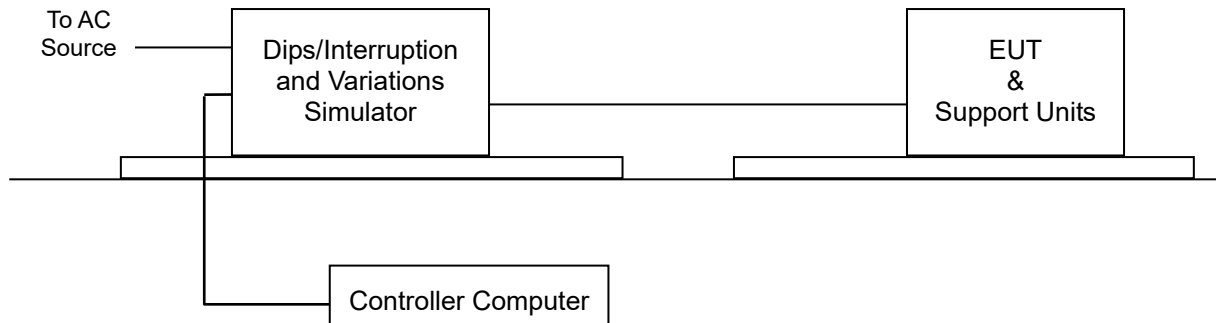 To AC
Source
Dips/Interruption
and Variations
Simulator
EUT
&
Support Units
Controller Computer